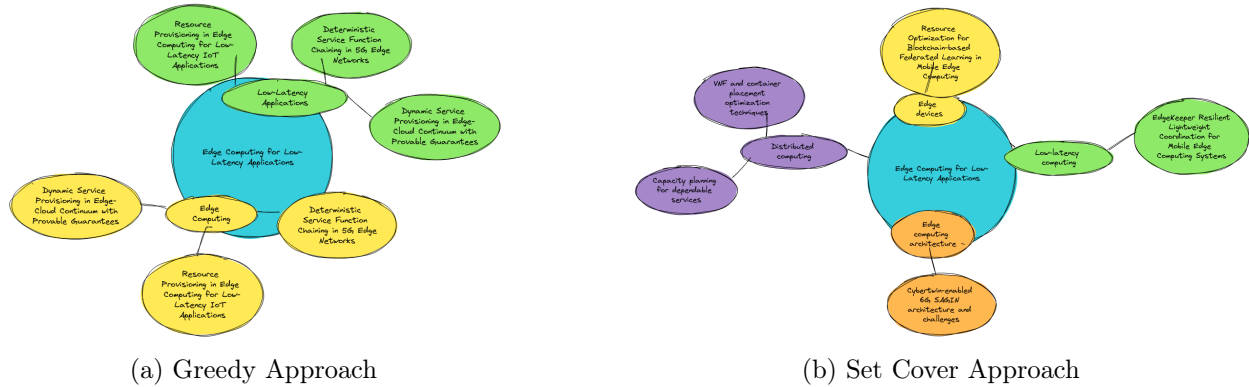 Resource
Provisioning in Edge
Computing for Low-
Latency IoT
Applications
Deterministic
Service Function
Chaining in 5G Edge
Networks
Low-Latency
Applications
Dynamic Service
Provisioning in Edge-
Cloud Continuum with
Provable Guarantees
Edge Computing for Low-
Latency Applications
Dynamic Service
Provisioning in Edge-
Cloud Continuum with
Provable Guarantees
Edge
Computing
Deterministic
Service Function
Chaining in 5G Edge
Networks
Resource
Provisioning in Edge
Computing for Low-
Latency IoT
Applications
(a) Greedy Approach
Resource
Optimization for
Blockchain-based
Federated Learning in
Mobile Edge
Computing
VNF and container
placement
optimization
techniques
Edge
devices
EdgeKeeper Resilient
Lightweight
Coordination for
Mobile Edge
Computing Systems
Distributed
computing
Low-latency
computing
Edge Computing for Low-
Latency Applications
Capacity planning
for dependable
services
Edge
computing
architecture
Cybertwin-enabled
6G SAGIN
architecture and
challenges
(b) Set Cover Approach